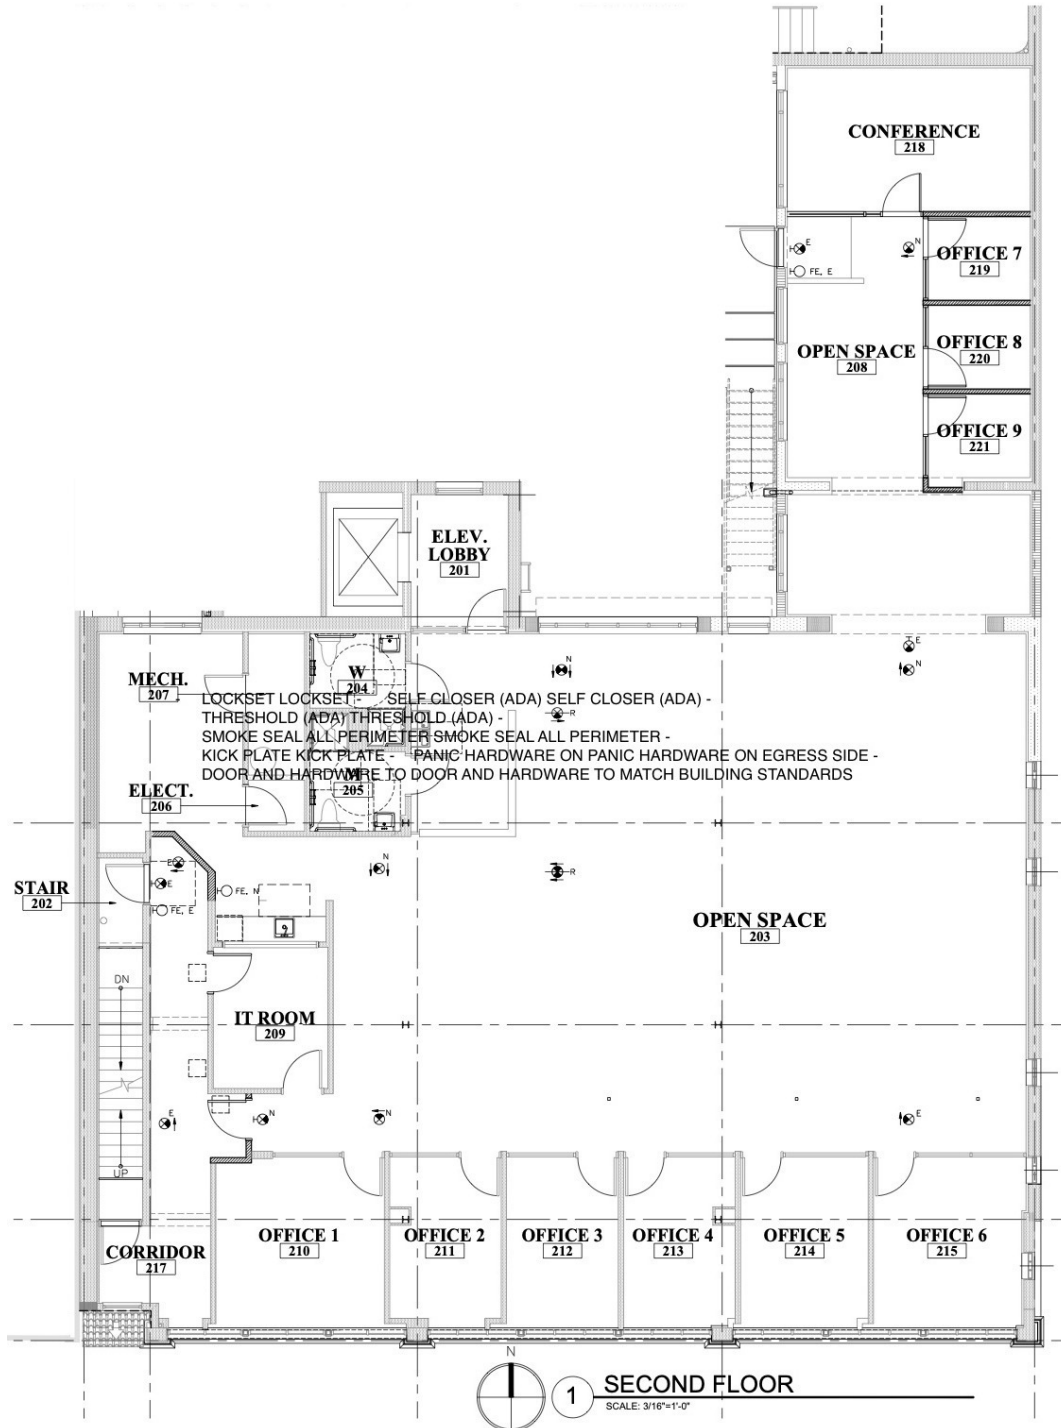 CONFERENCE
218
E
N
OFFICE 7
219
FE, E
OFFICE 8
220
OPEN SPACE
208
OFFICE 9
221
ELEV.
LOBBY
201
E
N
N
MECH.
207
W
204
LOCKSET LOCKSET - SELF CLOSER (ADA) SELF CLOSER (ADA) -
THRESHOLD (ADA) THRESHOLD (ADA) -
R
SMOKE SEAL ALL PERIMETER SMOKE SEAL ALL PERIMETER -
KICK PLATE KICK PLATE - PANIC HARDWARE ON PANIC HARDWARE ON EGRESS SIDE -
DOOR AND HARDWARE TO DOOR AND HARDWARE TO MATCH BUILDING STANDARDS
M
205
ELECT.
206
E
N
R
STAIR
202
E
FE, N
FE, E
OPEN SPACE
203
DN
IT ROOM
209
E
N
N
E
UP
OFFICE 1
210
OFFICE 2
211
OFFICE 3
212
OFFICE 4
213
OFFICE 5
214
OFFICE 6
215
CORRIDOR
217
N
1
SECOND FLOOR
SCALE: 3/16"=1'-0"